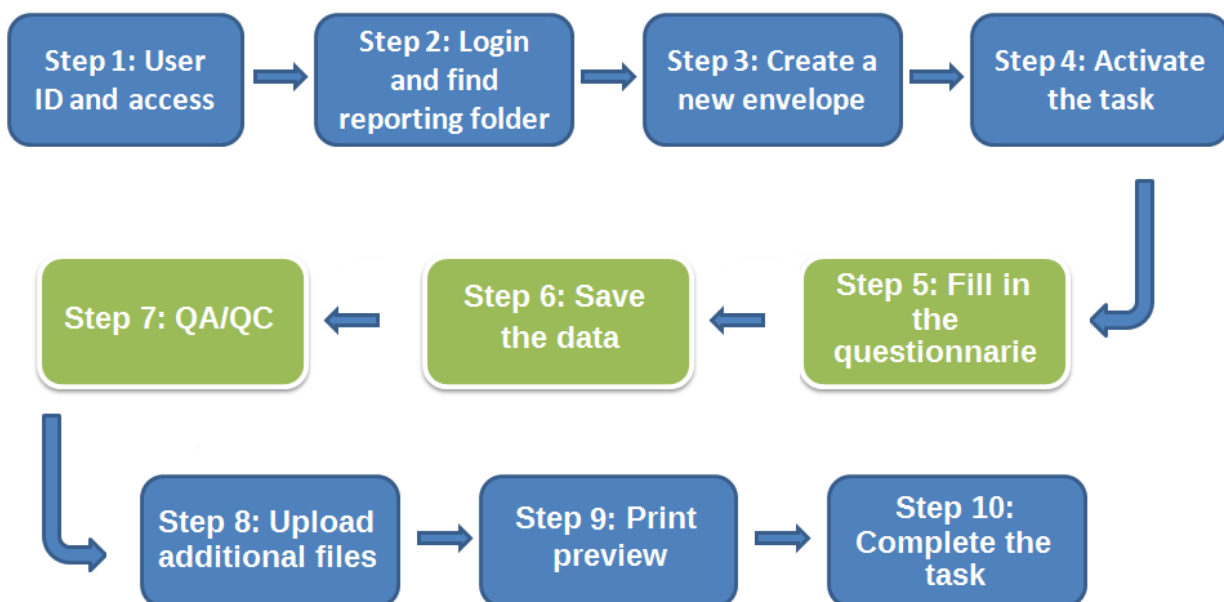 Step 1: User
ID and access
Step 2: Login
and find
reporting folder
Step 3: Create a
new envelope
Step 4: Activate
the task
Step 5: Fill in
the
questionnarie
Step 6: Save
the data
Step 7: QA/QC
Step 8: Upload
additional files
Step 9: Print
preview
Step 10:
Complete the
task